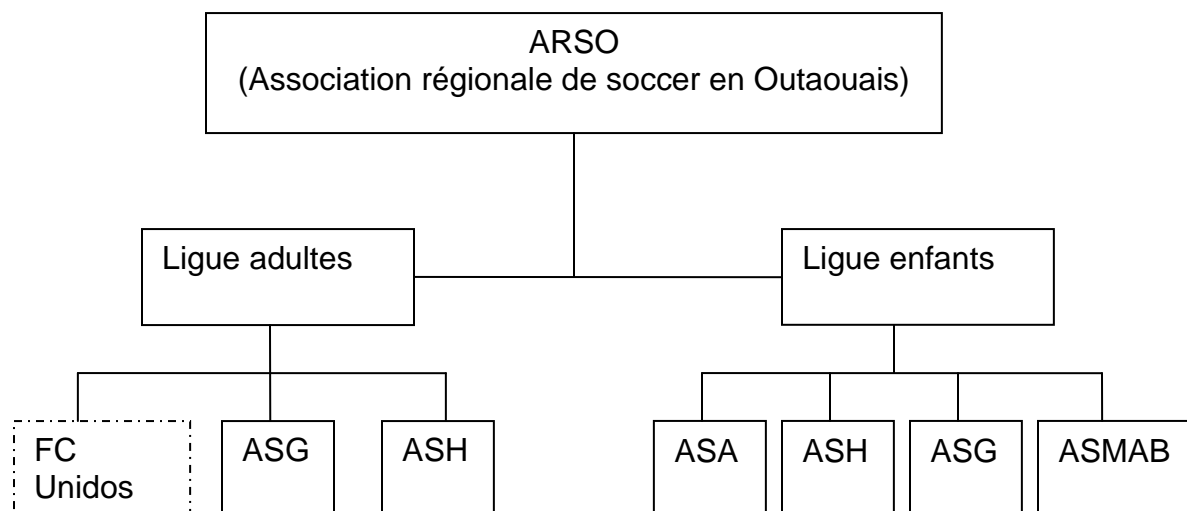 ARSO
(Association régionale de soccer en Outaouais)
Ligue adultes
Ligue enfants
FC
Unidos
ASG
ASH
ASA
ASH
ASG
ASMAB